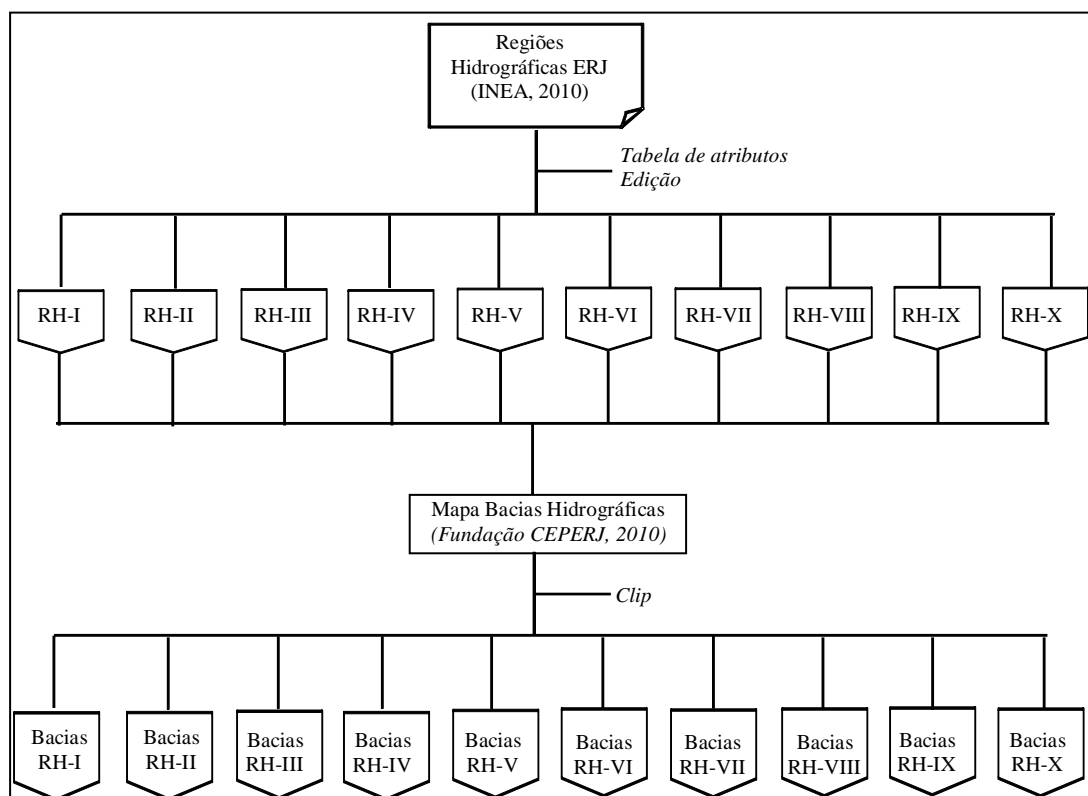 Regiões
Hidrográficas ERJ
(INEA, 2010)
Tabela de atributos
Edição
RH-I
RH-II
RH-III
RH-IV
RH-V
RH-VI
RH-VII
RH-VIII
RH-IX
RH-X
Mapa Bacias Hidrográficas
(Fundação CEPERJ, 2010)
Clip
Bacias
RH-I
Bacias
RH-II
Bacias
RH-III
Bacias
RH-IV
Bacias
RH-V
Bacias
RH-VI
Bacias
RH-VII
Bacias
RH-VIII
Bacias
RH-IX
Bacias
RH-X